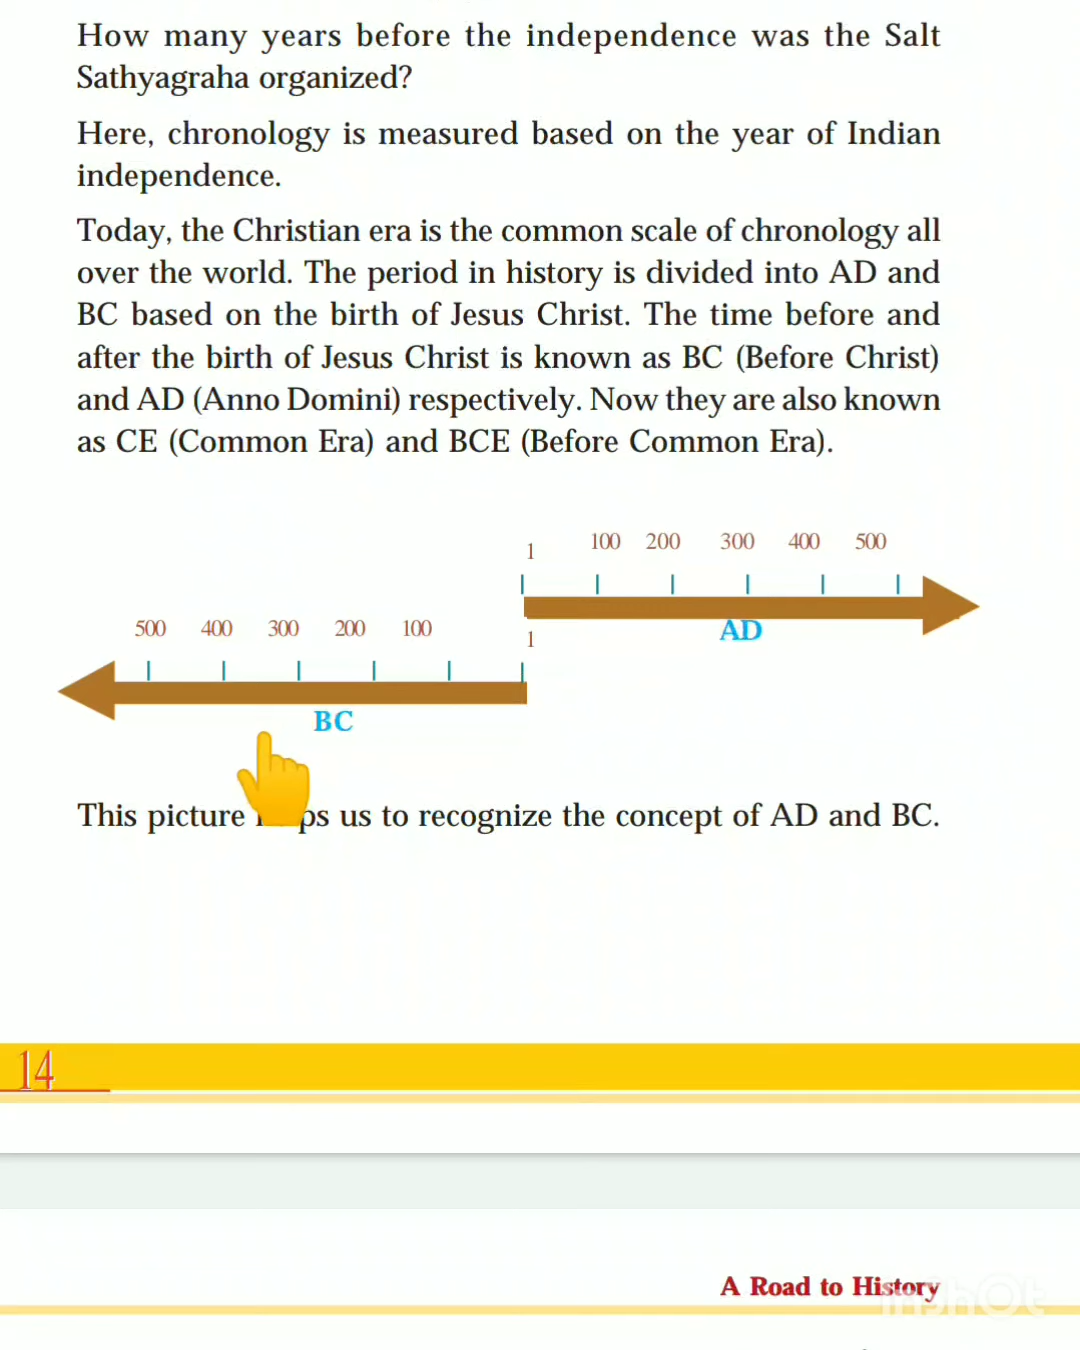 How many years before the independence was the Salt
Sathyagraha organized?
Here, chronology is measured based on the year of Indian
independence.
Today, the Christian era is the common scale of chronology all
over the world. The period in history is divided into AD and
BC based on the birth of Jesus Christ. The time before and
after the birth of Jesus Christ is known as BC (Before Christ)
and AD (Anno Domini) respectively. Now they are also known
as CE (Common Era) and BCE (Before Common Era).
1 100 200 300 400 500
AD
500 400 300 200 100 1
BC
This picture ps us to recognize the concept of AD and BC.
14
A Road to History
InShot